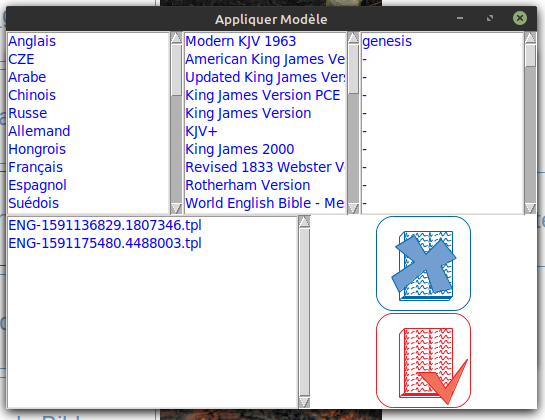 Appliquer Modèle
Anglais
CZE
Arabe
Chinois
Russe
Allemand
Hongrois
Français
Espagnol
Suédois
Modern KJV 1963
American King James Ve
Updated King James Vers
King James Version PCE
King James Version
KJV+
King James 2000
Revised 1833 Webster V
Rotherham Version
World English Bible - Me
genesis
-
-
-
-
-
-
-
-
-
ENG-1591136829.1807346.tpl
ENG-1591175480.4488003.tpl